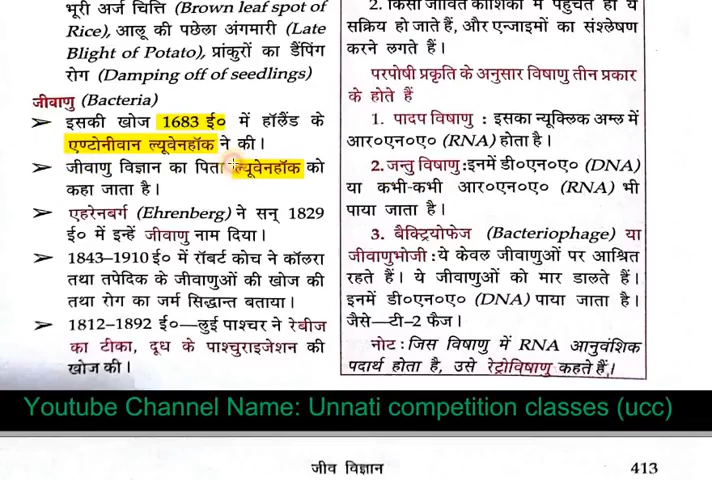 भूरी अर्ज चित्ति (Brown leaf spot of
Rice), आलू की पछेला अंगमारी (Late
Blight of Potato), प्रांकुरों का डैंपिंग
रोग (Damping off of seedlings)
जीवाणु (Bacteria)
➢ इसकी खोज 1683 ई० में हॉलैंड के
एण्टोनीवान ल्यूवेनहॉक ने की।
➢ जीवाणु विज्ञान का पिता ल्यूवेनहॉक को
कहा जाता है।
➢ एहरेनबर्ग (Ehrenberg) ने सन् 1829
ई० में इन्हें जीवाणु नाम दिया।
➢ 1843-1910 ई० में रॉबर्ट कोच ने कॉलरा
तथा तपेदिक के जीवाणुओं की खोज की
तथा रोग का जर्म सिद्धान्त बताया।
➢ 1812-1892 ई०—लुई पाश्चर ने रेबीज
का टीका, दूध के पाश्चुराइजेशन की
खोज की।
2. किसी जीवित कोशिका में पहुंचते ही ये
सक्रिय हो जाते हैं, और एन्जाइमों का संश्लेषण
करने लगते हैं।
परपोषी प्रकृति के अनुसार विषाणु तीन प्रकार
के होते हैं
1. पादप विषाणु : इसका न्यूक्लिक अम्ल में
आर०एन०ए० (RNA) होता है।
2. जन्तु विषाणु:इनमें डी०एन०ए० (DNA)
या कभी-कभी आर०एन०ए० (RNA) भी
पाया जाता है।
3. बैक्ट्रियोफेज (Bacteriophage) या
जीवाणुभोजी : ये केवल जीवाणुओं पर आश्रित
रहते हैं। ये जीवाणुओं को मार डालते हैं।
इनमें डी०एन०ए० (DNA) पाया जाता है।
जैसे—टी-2 फैज।
नोट : जिस विषाणु में RNA आनुवंशिक
पदार्थ होता है, उसे रेट्रोविषाणु कहते हैं।
Youtube Channel Name: Unnati competition classes (ucc)
जीव विज्ञान 413